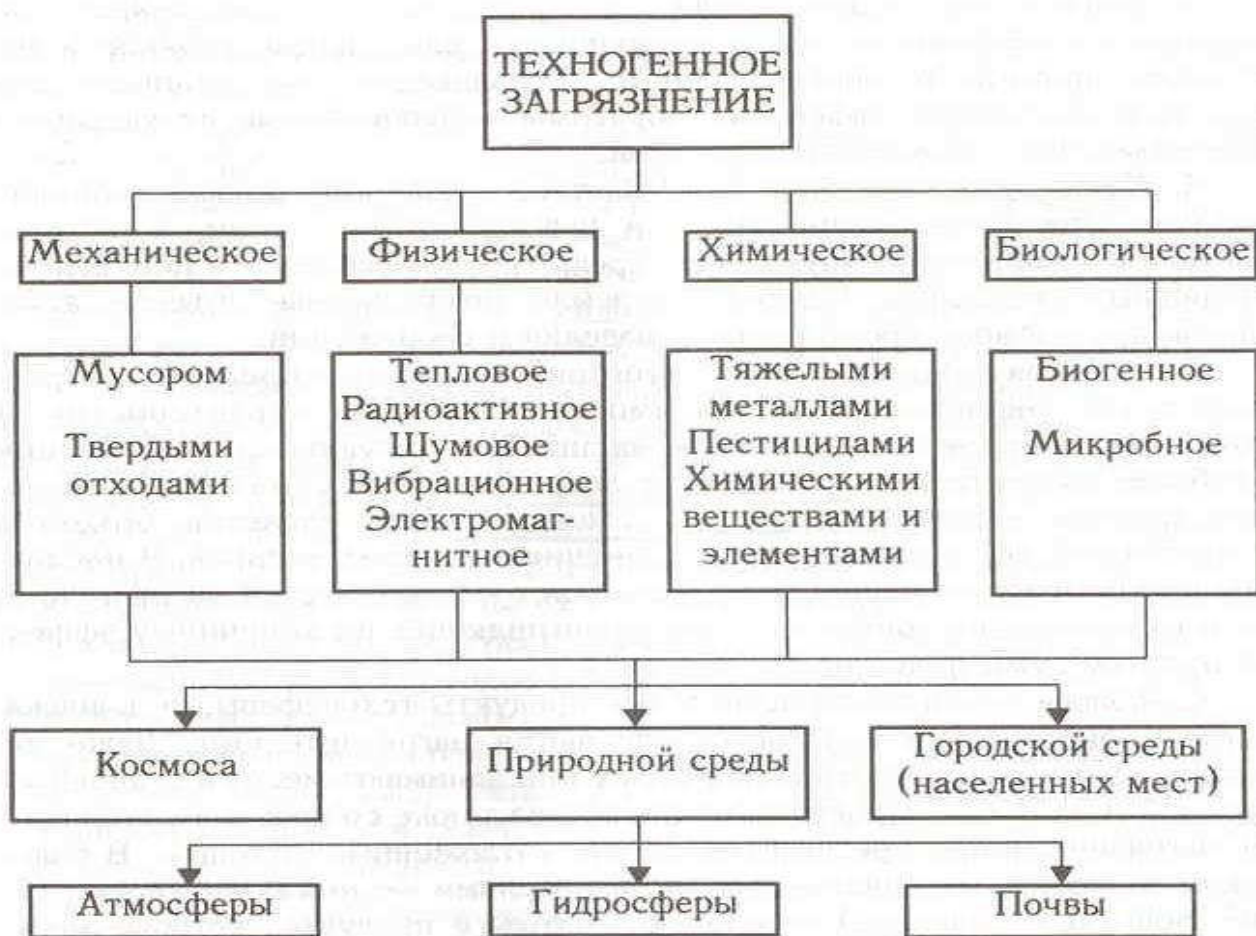 ТЕХНОГЕННОЕ
ЗАГРЯЗНЕНИЕ
Механическое
Физическое
Химическое
Биологическое
Мусором
Твердыми
отходами
Тепловое
Радиоактивное
Шумовое
Вибрационное
Электромаг-
нитное
Тяжелыми
металлами
Пестицидами
Химическими
веществами и
элементами
Биогенное
Микробное
Космоса
Природной среды
Городской среды
(населенных мест)
Атмосферы
Гидросферы
Почвы